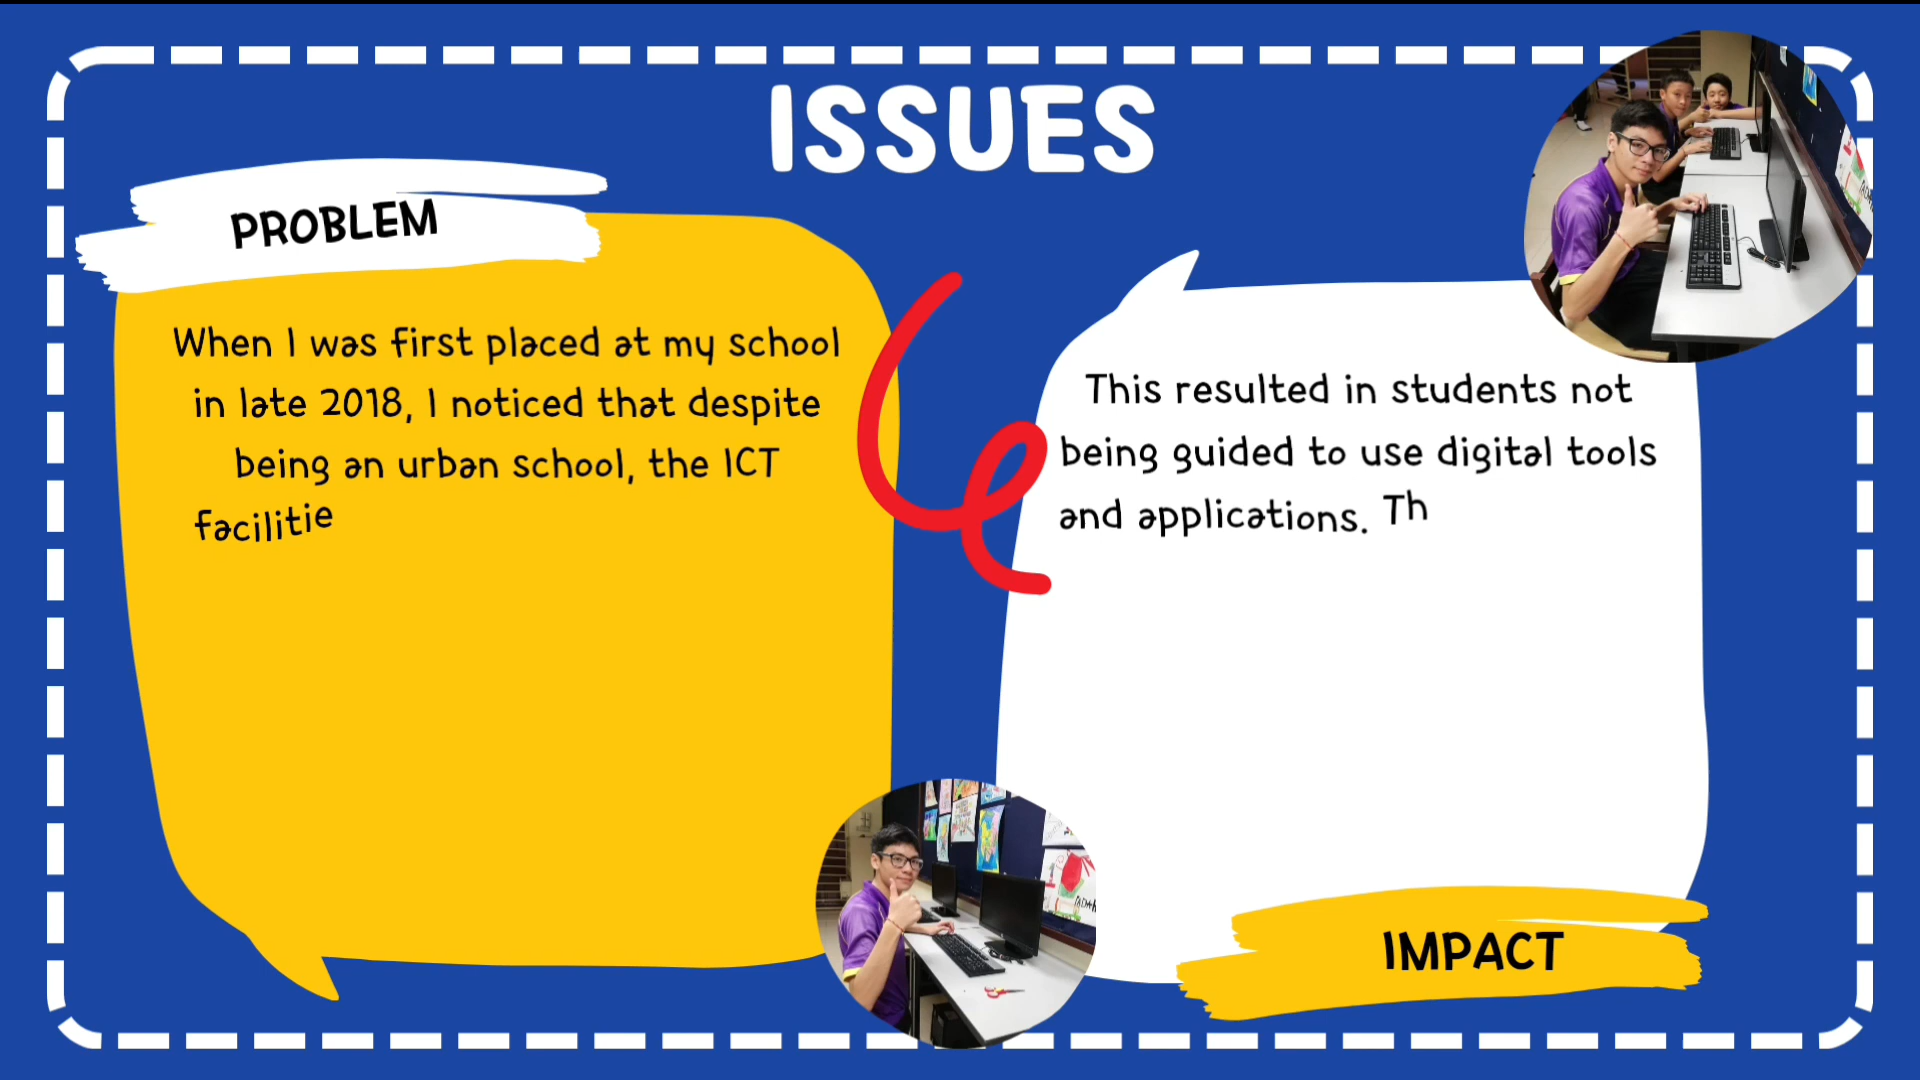 ISSUES
PROBLEM
When I was first placed at my school
in late 2018, I noticed that despite
being an urban school, the ICT
facilitie
This resulted in students not
being guided to use digital tools
and applications. Th
IMPACT